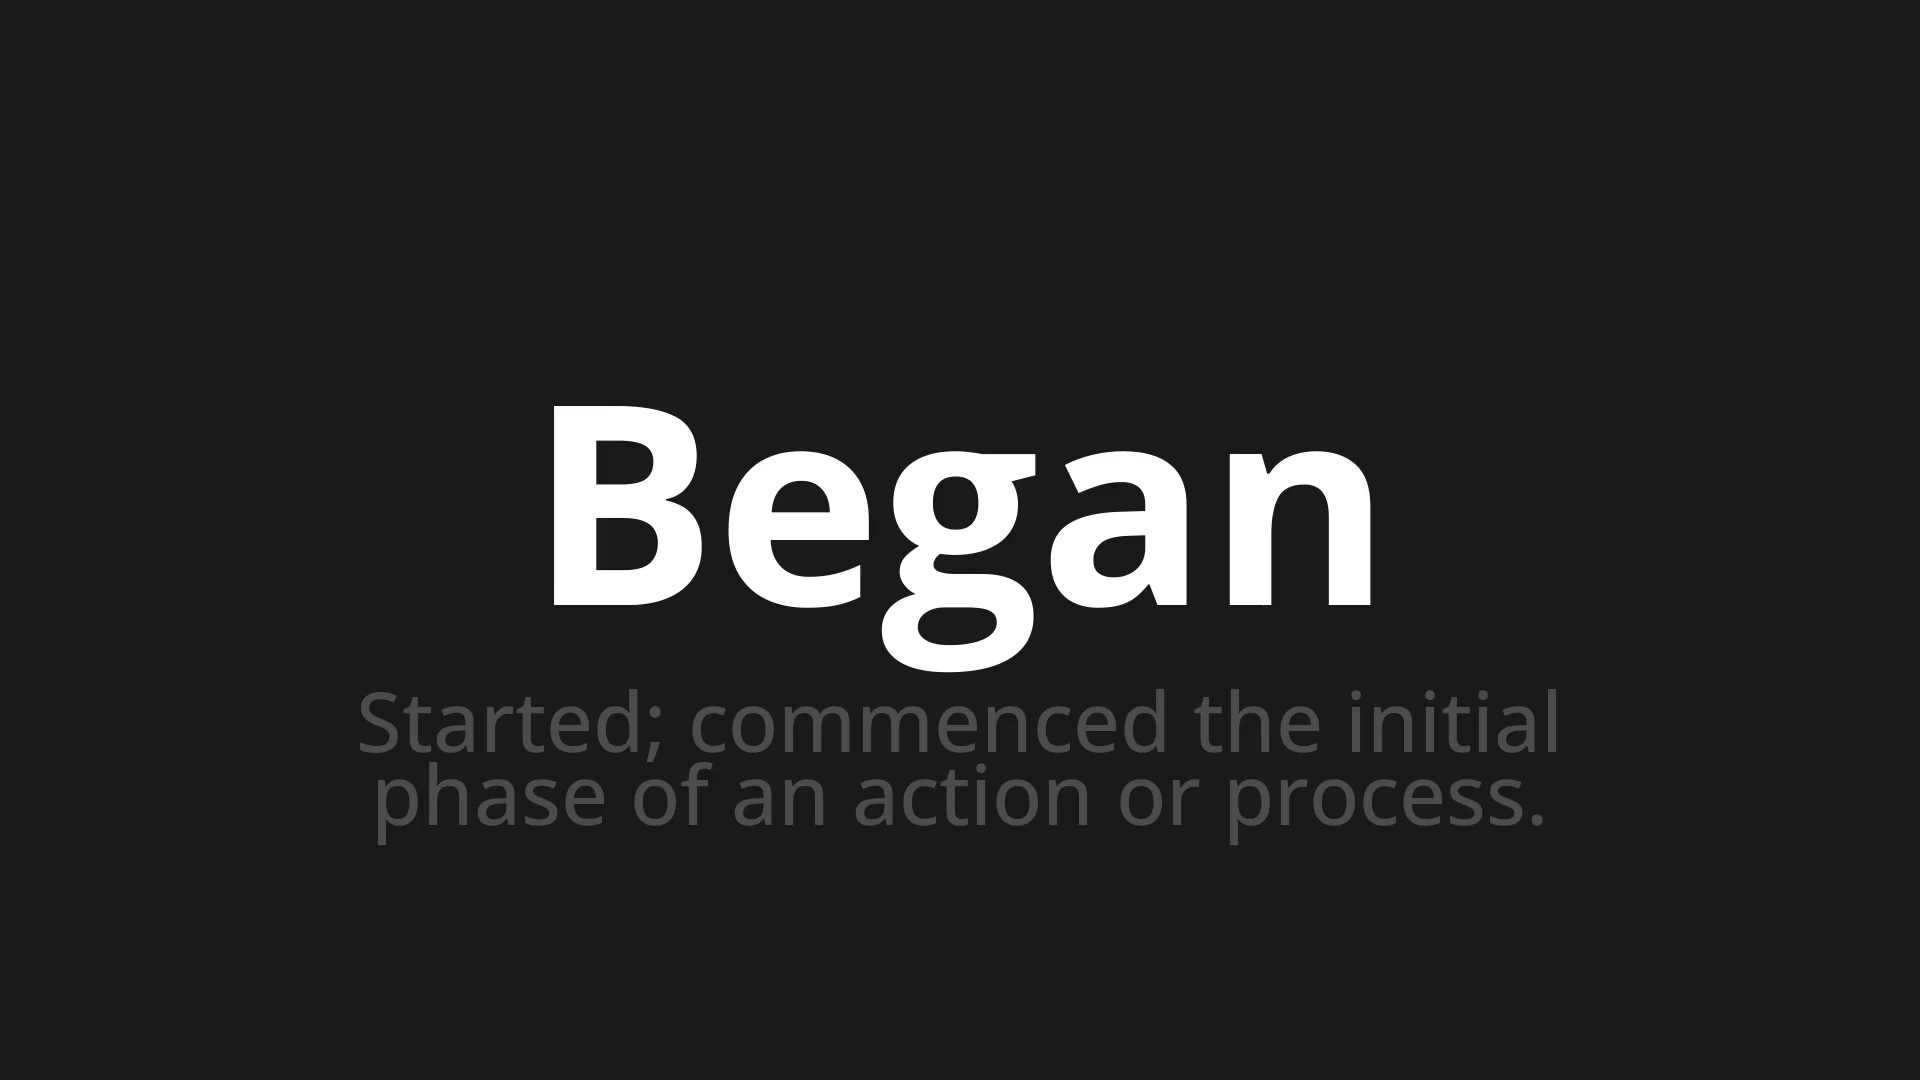 Began
Started; commenced the initial
phase of an action or process.